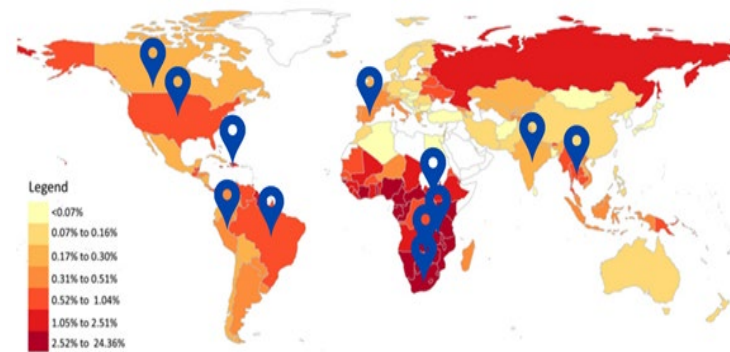 Legend
<0.07%
0.07% to 0.16%
0.17% to 0.30%
0.31% to 0.51%
0.52% to 1.04%
1.05% to 2.51%
2.52% to 24.36%